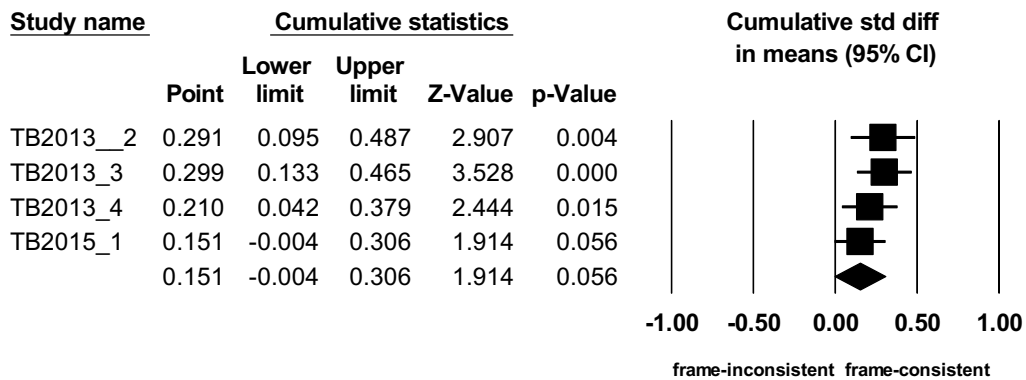 Study name Cumulative statistics Cumulative std diff
in means (95% CI)
Lower Upper
Point limit limit Z-Value p-Value
TB2013__2 0.291 0.095 0.487 2.907 0.004
TB2013_3 0.299 0.133 0.465 3.528 0.000
TB2013_4 0.210 0.042 0.379 2.444 0.015
TB2015_1 0.151 -0.004 0.306 1.914 0.056
0.151 -0.004 0.306 1.914 0.056
-1.00 -0.50 0.00 0.50 1.00
frame-inconsistent frame-consistent